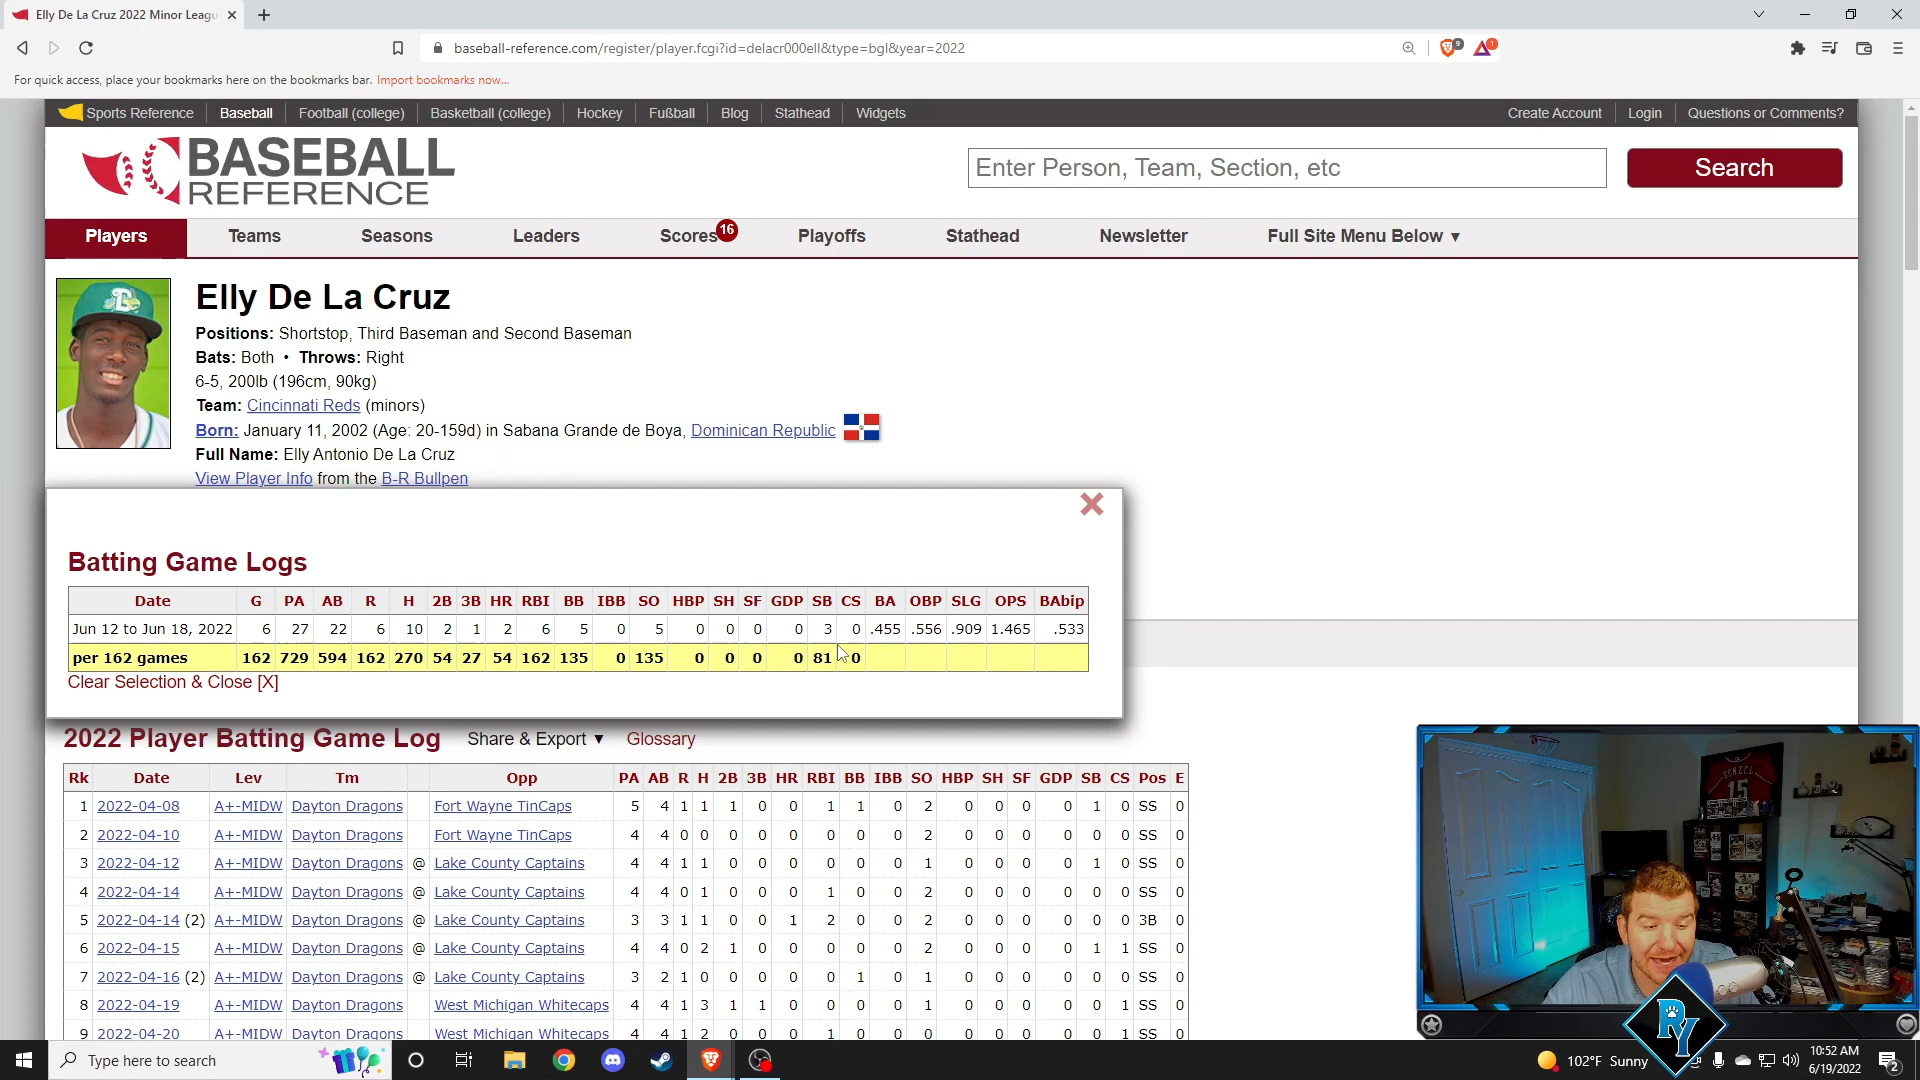 Elly De La Cruz 2022 Minor Leagu
For quick access, place your bookmarks here on the bookmarks bar. Import bookmarks now...
baseball-reference.com/register/player.fcgi?id=delacr000ell&type=bgl&year=2022
9
1
Sports Reference Baseball Football (college) Basketball (college) Hockey Fußball Blog Stathead Widgets Create Account Login Questions or Comments?
BASEBALL
REFERENCE
Enter Person, Team, Section, etc Search
Players Teams Seasons Leaders Scores 16 Playoffs Stathead Newsletter Full Site Menu Below ▼
Elly De La Cruz
Positions: Shortstop, Third Baseman and Second Baseman
Bats: Both • Throws: Right
6-5, 200lb (196cm, 90kg)
Team: Cincinnati Reds (minors)
Born: January 11, 2002 (Age: 20-159d) in Sabana Grande de Boya, Dominican Republic
Full Name: Elly Antonio De La Cruz
View Player Info from the B-R Bullpen
Batting Game Logs
Date G PA AB R H 2B 3B HR RBI BB IBB SO HBP SH SF GDP SB CS BA OBP SLG OPS BAbip
Jun 12 to Jun 18, 2022 6 27 22 6 10 2 1 2 6 5 0 5 0 0 0 0 3 0 .455 .556 .909 1.465 .533
per 162 games 162 729 594 162 270 54 27 54 162 135 0 135 0 0 0 0 81 0
Clear Selection & Close [X]
2022 Player Batting Game Log Share & Export ▼ Glossary
Rk Date Lev Tm Opp PA AB R H 2B 3B HR RBI BB IBB SO HBP SH SF GDP SB CS Pos E
1 2022-04-08 A+-MIDW Dayton Dragons Fort Wayne TinCaps 5 4 1 1 1 0 0 1 1 0 2 0 0 0 0 1 0 SS 0
2 2022-04-10 A+-MIDW Dayton Dragons Fort Wayne TinCaps 4 4 0 0 0 0 0 0 0 0 2 0 0 0 0 0 0 SS 0
3 2022-04-12 A+-MIDW Dayton Dragons @ Lake County Captains 4 4 1 1 0 0 0 0 0 0 1 0 0 0 0 1 0 SS 0
4 2022-04-14 A+-MIDW Dayton Dragons @ Lake County Captains 4 4 0 1 0 0 0 1 0 0 2 0 0 0 0 0 0 SS 0
5 2022-04-14 (2) A+-MIDW Dayton Dragons @ Lake County Captains 3 3 1 1 0 0 1 2 0 0 2 0 0 0 0 0 0 3B 0
6 2022-04-15 A+-MIDW Dayton Dragons @ Lake County Captains 4 4 0 2 1 0 0 0 0 0 2 0 0 0 0 1 1 SS 0
7 2022-04-16 (2) A+-MIDW Dayton Dragons @ Lake County Captains 3 2 1 0 0 0 0 0 1 0 1 0 0 0 0 0 0 SS 0
8 2022-04-19 A+-MIDW Dayton Dragons West Michigan Whitecaps 4 4 1 3 1 1 0 0 0 0 1 0 0 0 0 0 1 SS 0
9 2022-04-20 A+-MIDW Dayton Dragons West Michigan Whitecaps 4 4 1 2 0 0 0 1 0 0 0 0 0 0 0 0 1 SS 0
SENZEL
15
RY
Type here to search
102°F Sunny
10:52 AM
6/19/2022
2